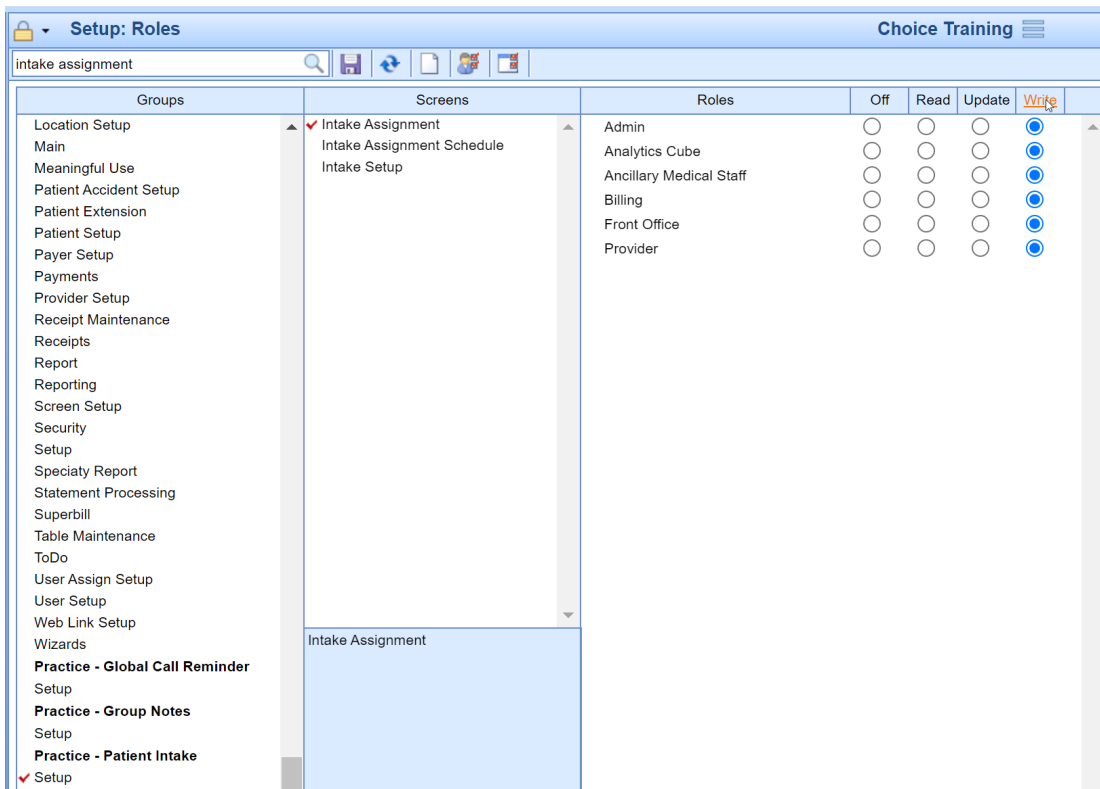 Setup: Roles
Choice Training
intake assignment
Groups
Screens
Roles
Off
Read
Update
Write
Location Setup
Main
Meaningful Use
Patient Accident Setup
Patient Extension
Patient Setup
Payer Setup
Payments
Provider Setup
Receipt Maintenance
Receipts
Report
Reporting
Screen Setup
Security
Setup
Speciaty Report
Statement Processing
Superbill
Table Maintenance
ToDo
User Assign Setup
User Setup
Web Link Setup
Wizards
Practice - Global Call Reminder
Setup
Practice - Group Notes
Setup
Practice - Patient Intake
Setup
Intake Assignment
Intake Assignment Schedule
Intake Setup
Intake Assignment
Admin
Analytics Cube
Ancillary Medical Staff
Billing
Front Office
Provider